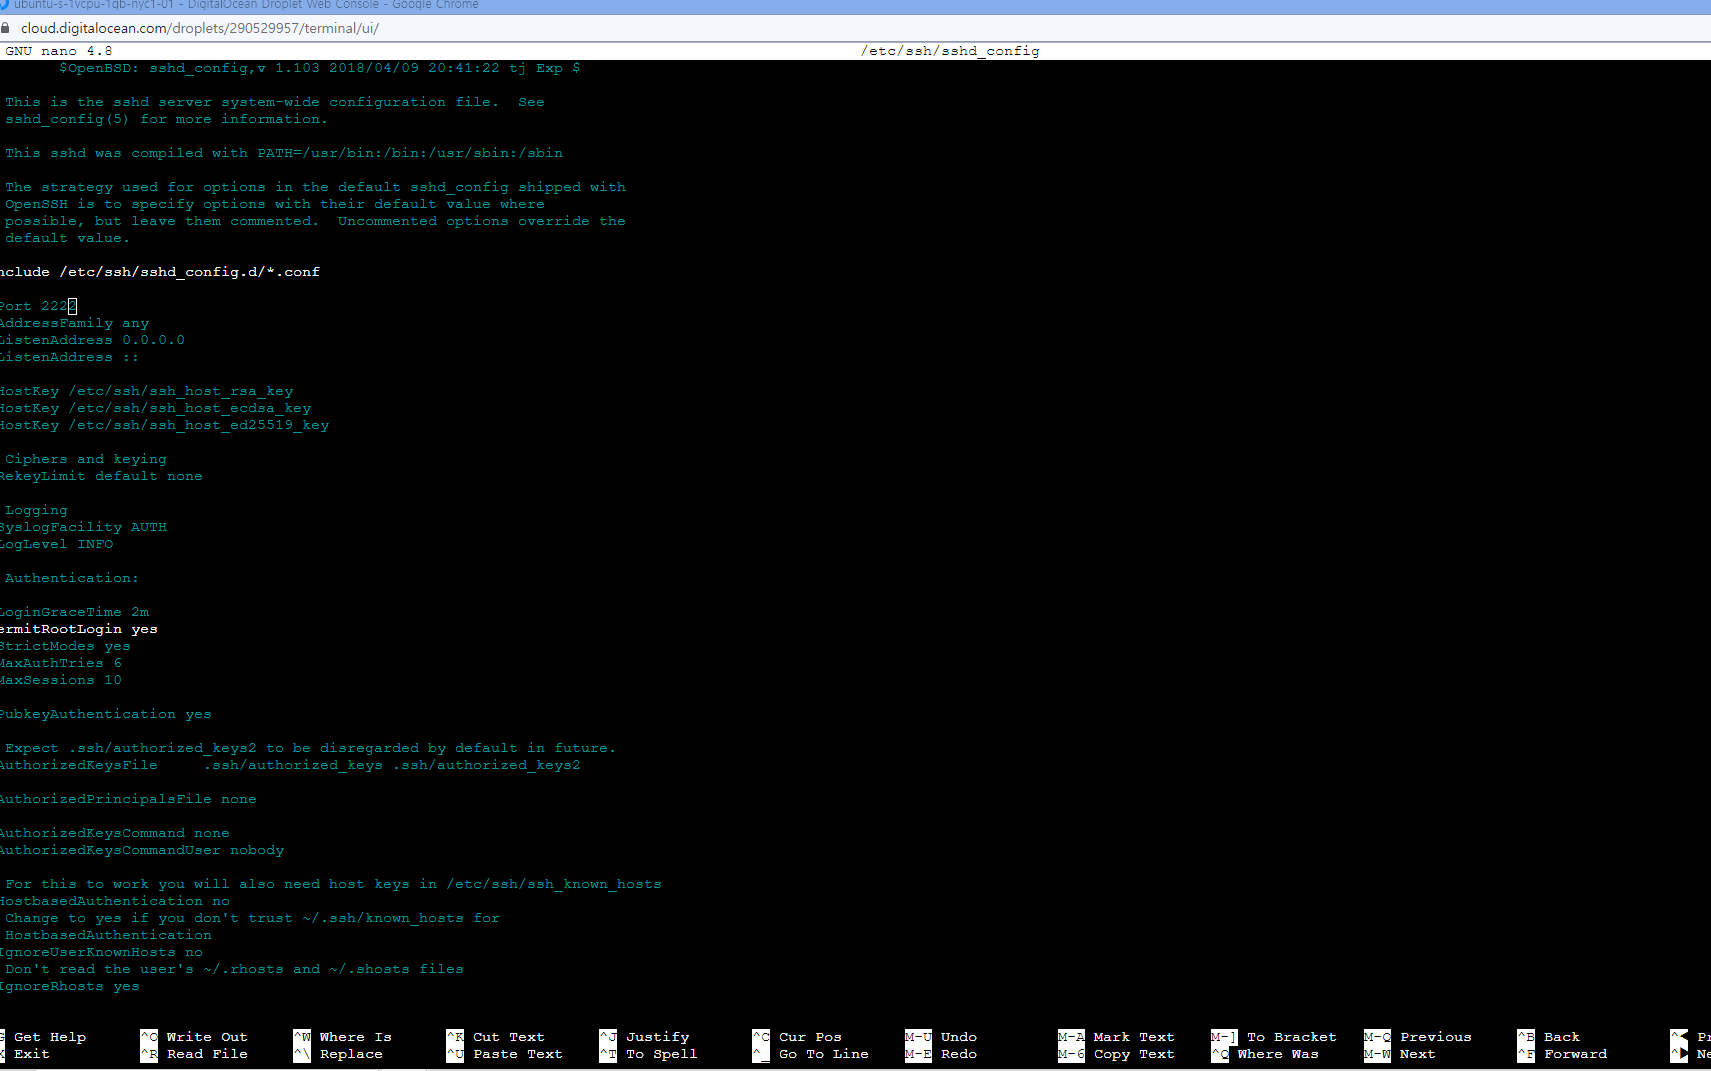 ubuntu-s-1vcpu-1gb-nyc1-01 - DigitalOcean Droplet Web Console - Google Chrome
cloud.digitalocean.com/droplets/290529957/terminal/ui/
GNU nano 4.8 /etc/ssh/sshd_config
$OpenBSD: sshd_config,v 1.103 2018/04/09 20:41:22 tj Exp $
This is the sshd server system-wide configuration file.  See
sshd_config(5) for more information.
This sshd was compiled with PATH=/usr/bin:/bin:/usr/sbin:/sbin
The strategy used for options in the default sshd_config shipped with
OpenSSH is to specify options with their default value where
possible, but leave them commented.  Uncommented options override the
default value.
nclude /etc/ssh/sshd_config.d/*.conf
Port 2222
AddressFamily any
ListenAddress 0.0.0.0
ListenAddress ::
HostKey /etc/ssh/ssh_host_rsa_key
HostKey /etc/ssh/ssh_host_ecdsa_key
HostKey /etc/ssh/ssh_host_ed25519_key
Ciphers and keying
RekeyLimit default none
Logging
SyslogFacility AUTH
LogLevel INFO
Authentication:
LoginGraceTime 2m
ermitRootLogin yes
StrictModes yes
MaxAuthTries 6
MaxSessions 10
PubkeyAuthentication yes
Expect .ssh/authorized_keys2 to be disregarded by default in future.
AuthorizedKeysFile     .ssh/authorized_keys .ssh/authorized_keys2
AuthorizedPrincipalsFile none
AuthorizedKeysCommand none
AuthorizedKeysCommandUser nobody
For this to work you will also need host keys in /etc/ssh/ssh_known_hosts
HostbasedAuthentication no
Change to yes if you don't trust ~/.ssh/known_hosts for
HostbasedAuthentication
IgnoreUserKnownHosts no
Don't read the user's ~/.rhosts and ~/.shosts files
IgnoreRhosts yes
G Get Help ^O Write Out ^W Where Is ^K Cut Text ^J Justify ^C Cur Pos M-U Undo M-A Mark Text M-] To Bracket M-Q Previous ^B Back ^◀ Pr
X Exit ^R Read File ^\ Replace ^U Paste Text ^T To Spell ^_ Go To Line M-E Redo M-6 Copy Text ^Q Where Was M-W Next ^F Forward ^▶ Ne